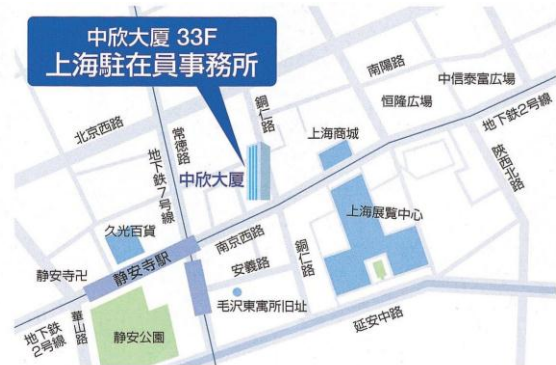 中欣大厦 33F
上海駐在員事務所
南陽路
中信泰富広場
恒隆広場
地下鉄2号線
北京西路
常徳路
銅仁路
上海商城
陝西北路
地下鉄7号線
中欣大厦
久光百貨
上海展覧中心
南京西路
銅仁路
静安寺駅
安義路
静安寺卍
毛沢東寓所旧址
延安中路
地下鉄
2号線
華山路
静安公園